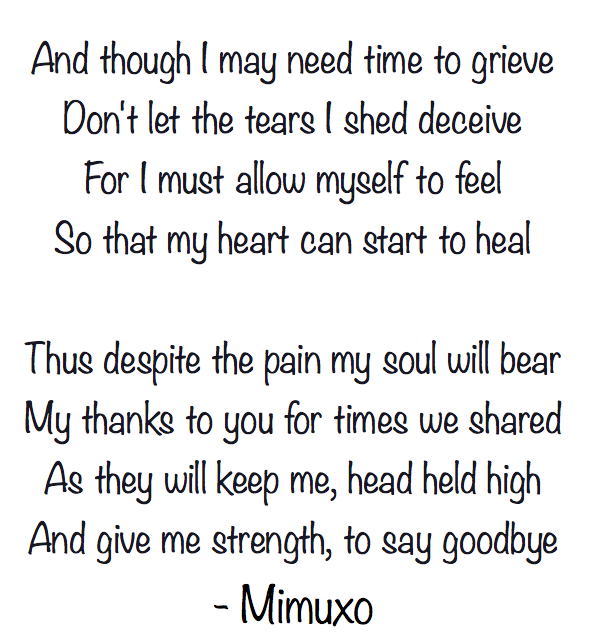 And though I may need time to grieve
Don't let the tears I shed deceive
For I must allow myself to feel
So that my heart can start to heal
Thus despite the pain my soul will bear
My thanks to you for times we shared
As they will keep me, head held high
And give me strength, to say goodbye
- Mimuxo